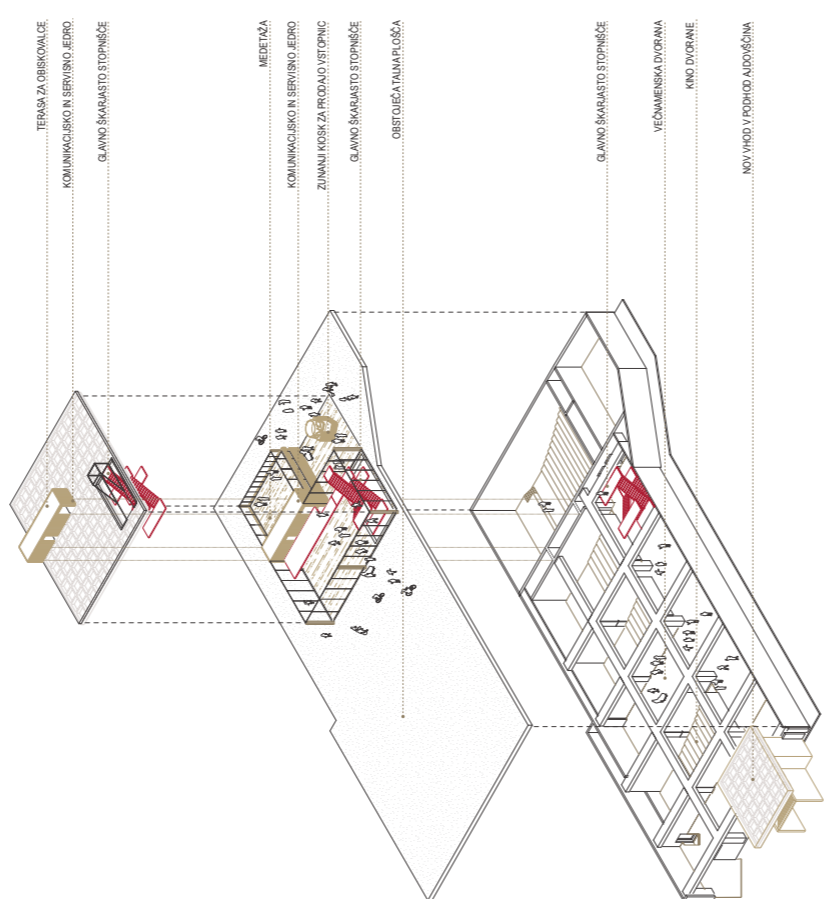 TERASA ZA OBISKOVALCE
KOMUNIKACIJSKO IN SERVISNO JEDRO
GLAVNO ŠKARJASTO STOPNIŠČE
MEDETAŽA
KOMUNIKACIJSKO IN SERVISNO JEDRO
ZUNANJI KIOSK ZA PRODAJO VSTOPNIC
GLAVNO ŠKARJASTO STOPNIŠČE
OBSTOJEČA TALNA PLOŠČA
GLAVNO ŠKARJASTO STOPNIŠČE
VEČNAMENSKA DVORANA
KINO DVORANE
NOV VHOD V PODHOD AJDOVŠČINA